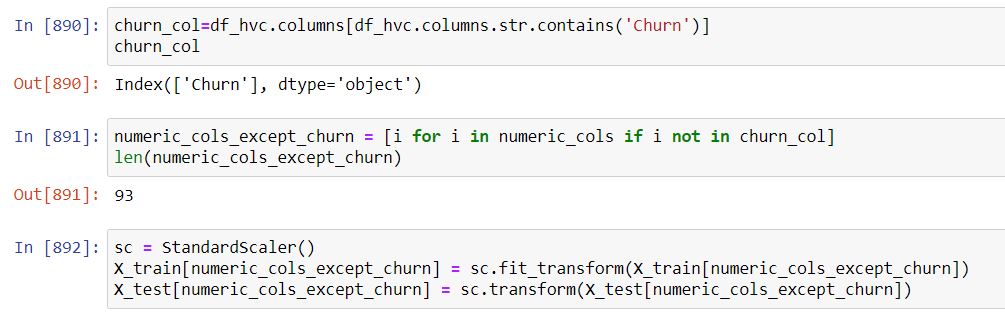 In [890]: churn_col=df_hvc.columns[df_hvc.columns.str.contains('Churn')]
churn_col
Out[890]: Index(['Churn'], dtype='object')
In [891]: numeric_cols_except_churn = [i for i in numeric_cols if i not in churn_col]
len(numeric_cols_except_churn)
Out[891]: 93
In [892]: sc = StandardScaler()
X_train[numeric_cols_except_churn] = sc.fit_transform(X_train[numeric_cols_except_churn])
X_test[numeric_cols_except_churn] = sc.transform(X_test[numeric_cols_except_churn])